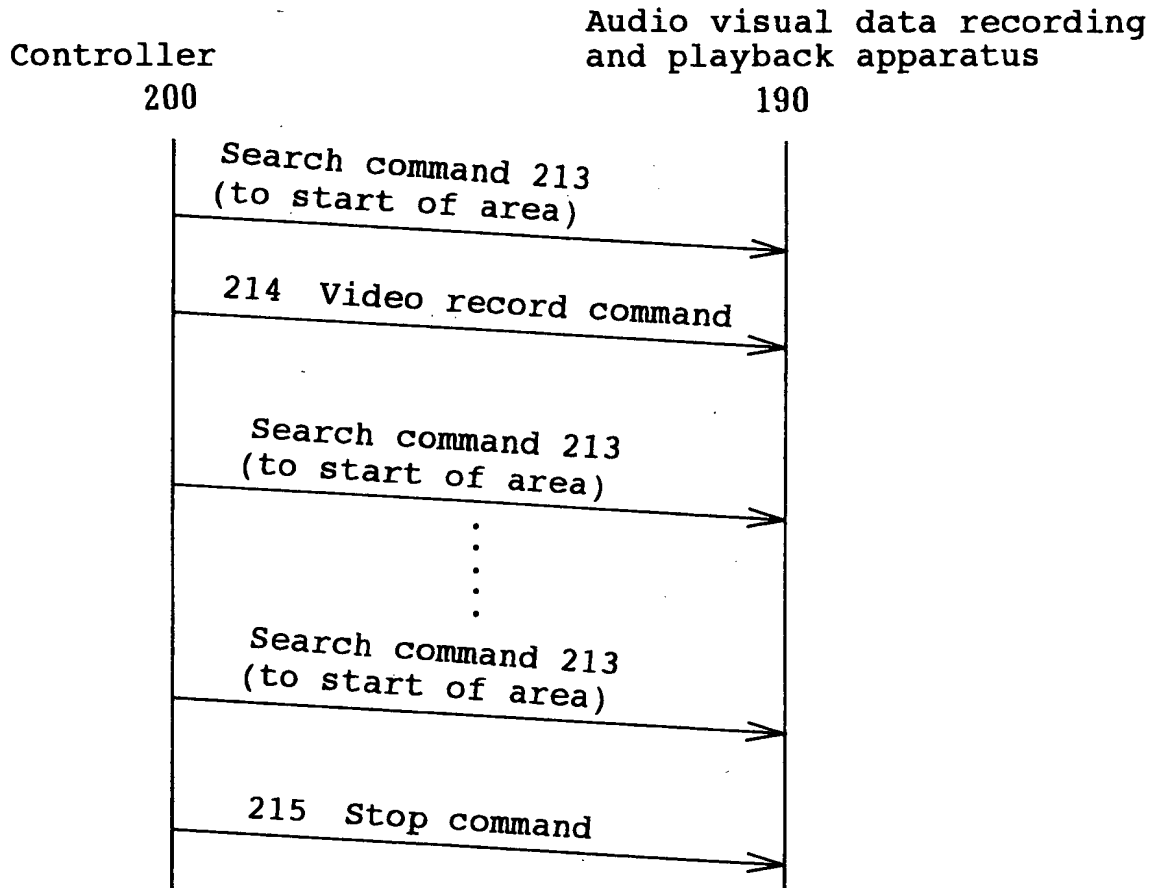 Controller
200
Audio visual data recording
and playback apparatus
190
Search command 213
(to start of area)
214 Video record command
Search command 213
(to start of area)
Search command 213
(to start of area)
215 Stop command